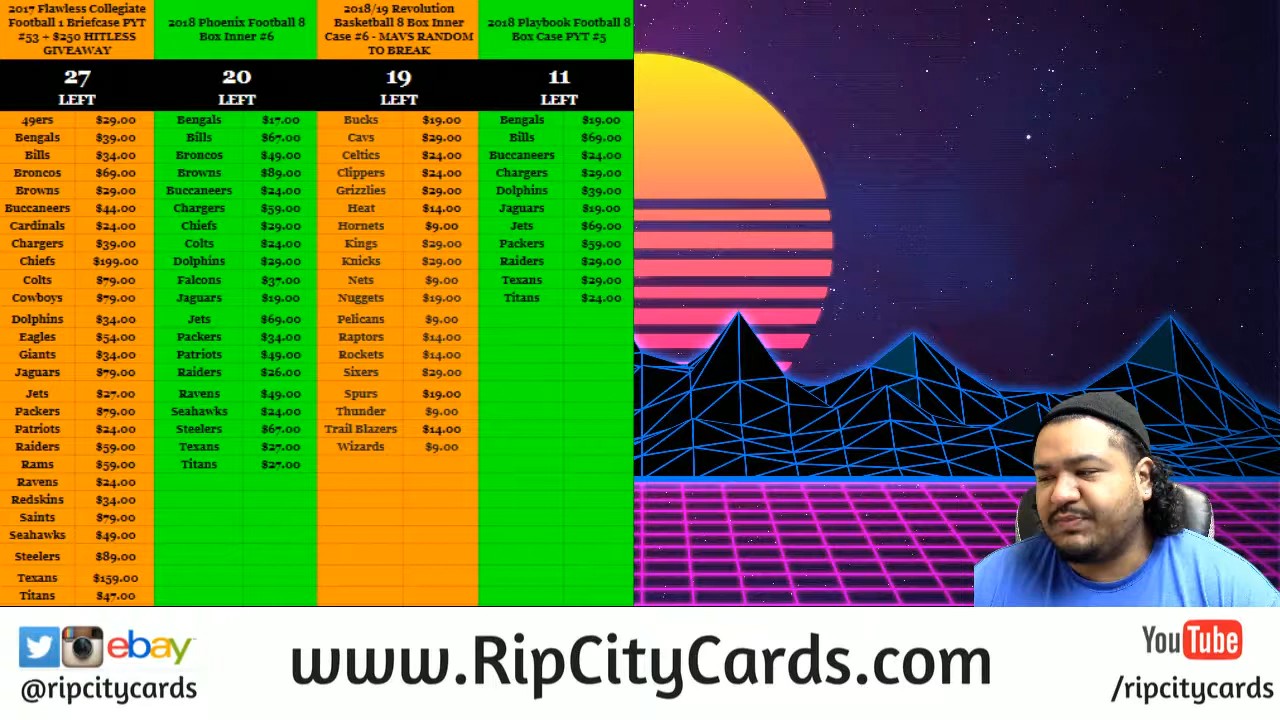 2017 Flawless Collegiate
Football 1 Briefcase PYT
#53 + $250 HITLESS
GIVEAWAY
27
LEFT
49ers $29.00
Bengals $39.00
Bills $34.00
Broncos $69.00
Browns $29.00
Buccaneers $44.00
Cardinals $24.00
Chargers $39.00
Chiefs $199.00
Colts $79.00
Cowboys $79.00
Dolphins $34.00
Eagles $54.00
Giants $34.00
Jaguars $79.00
Jets $27.00
Packers $79.00
Patriots $24.00
Raiders $59.00
Rams $59.00
Ravens $24.00
Redskins $34.00
Saints $79.00
Seahawks $49.00
Steelers $89.00
Texans $159.00
Titans $47.00
2018 Phoenix Football 8
Box Inner #6
20
LEFT
Bengals $17.00
Bills $67.00
Broncos $49.00
Browns $89.00
Buccaneers $24.00
Chargers $59.00
Chiefs $29.00
Colts $24.00
Dolphins $29.00
Falcons $37.00
Jaguars $19.00
Jets $69.00
Packers $34.00
Patriots $49.00
Raiders $26.00
Ravens $49.00
Seahawks $24.00
Steelers $67.00
Texans $27.00
Titans $27.00
2018/19 Revolution
Basketball 8 Box Inner
Case #6 - MAVS RANDOM
TO BREAK
19
LEFT
Bucks $19.00
Cavs $29.00
Celtics $24.00
Clippers $24.00
Grizzlies $29.00
Heat $14.00
Hornets $9.00
Kings $29.00
Knicks $29.00
Nets $9.00
Nuggets $19.00
Pelicans $9.00
Raptors $14.00
Rockets $14.00
Sixers $29.00
Spurs $19.00
Thunder $9.00
Trail Blazers $14.00
Wizards $9.00
2018 Playbook Football 8
Box Case PYT #5
11
LEFT
Bengals $19.00
Bills $69.00
Buccaneers $24.00
Chargers $29.00
Dolphins $39.00
Jaguars $19.00
Jets $69.00
Packers $59.00
Raiders $29.00
Texans $29.00
Titans $24.00
ebay
@ripcitycards
www.RipCityCards.com
YouTube
/ripcitycards